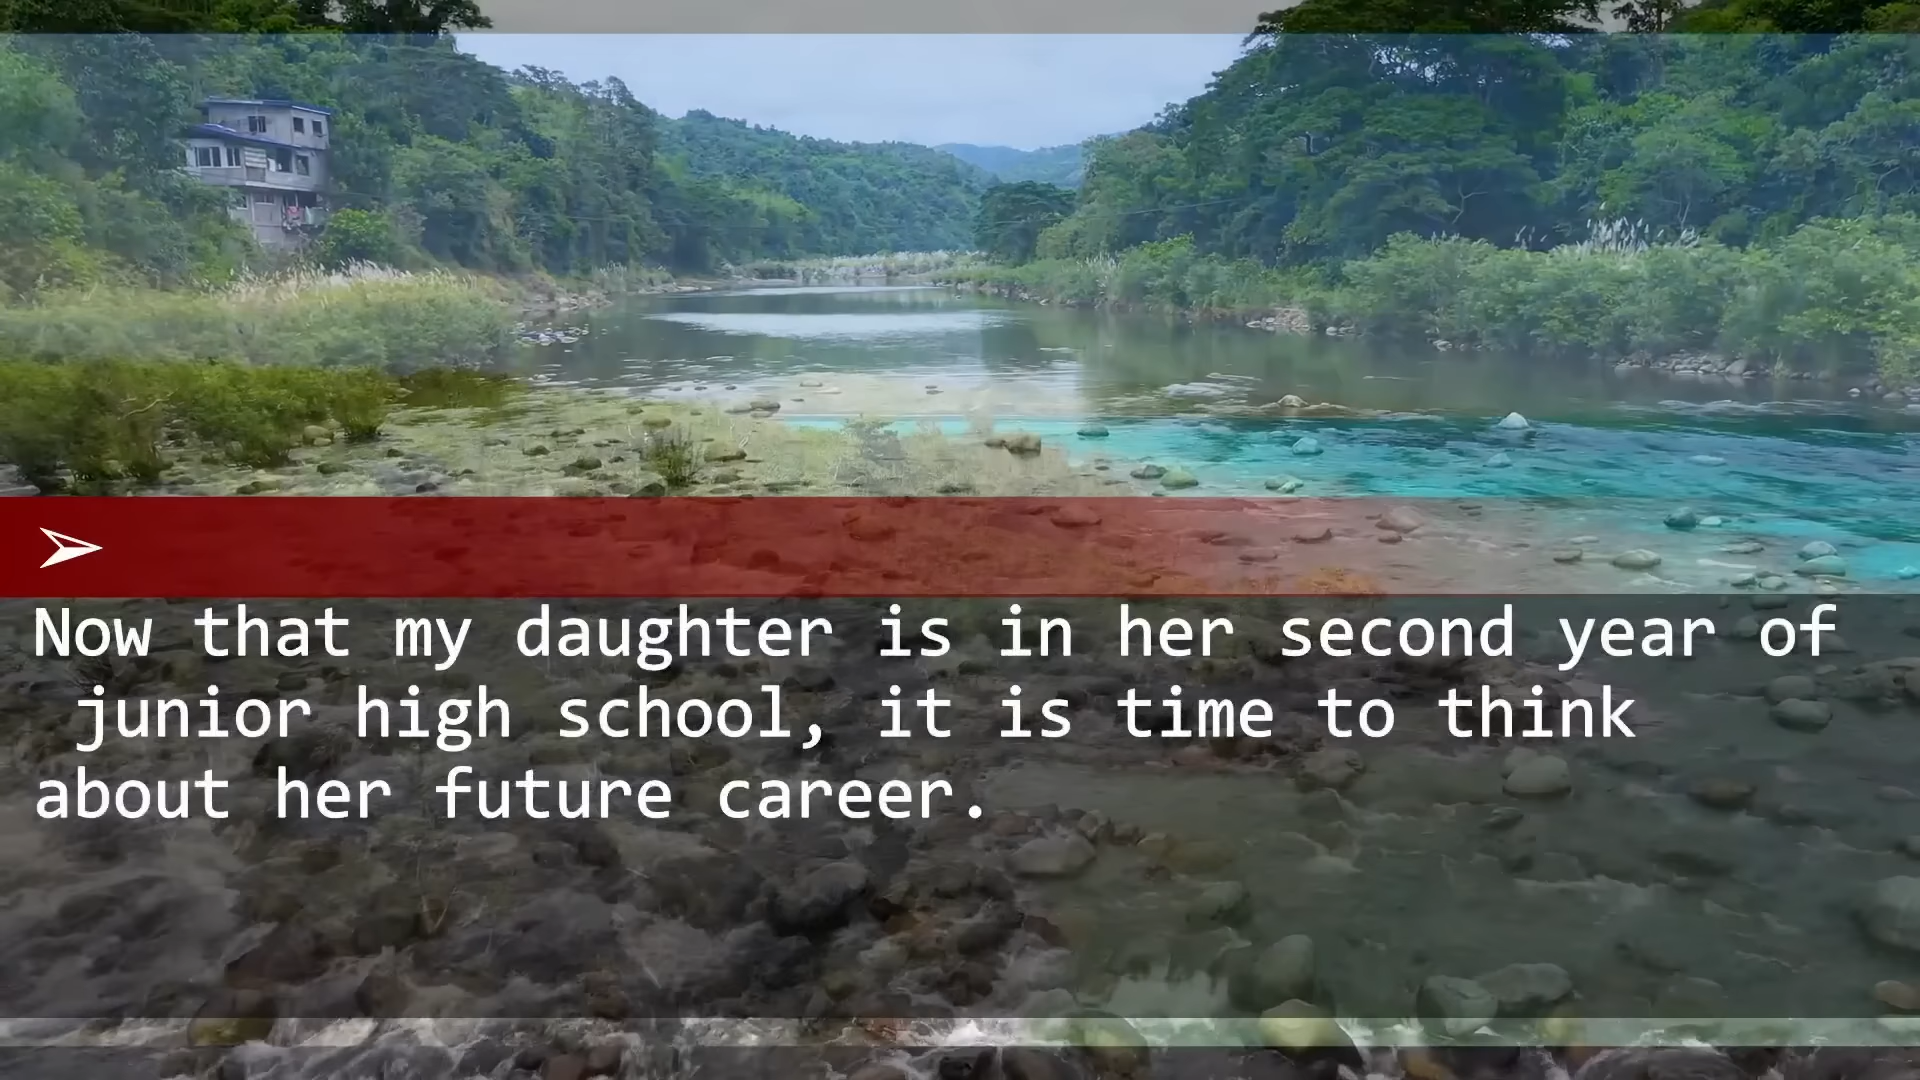 Now that my daughter is in her second year of
junior high school, it is time to think
about her future career.